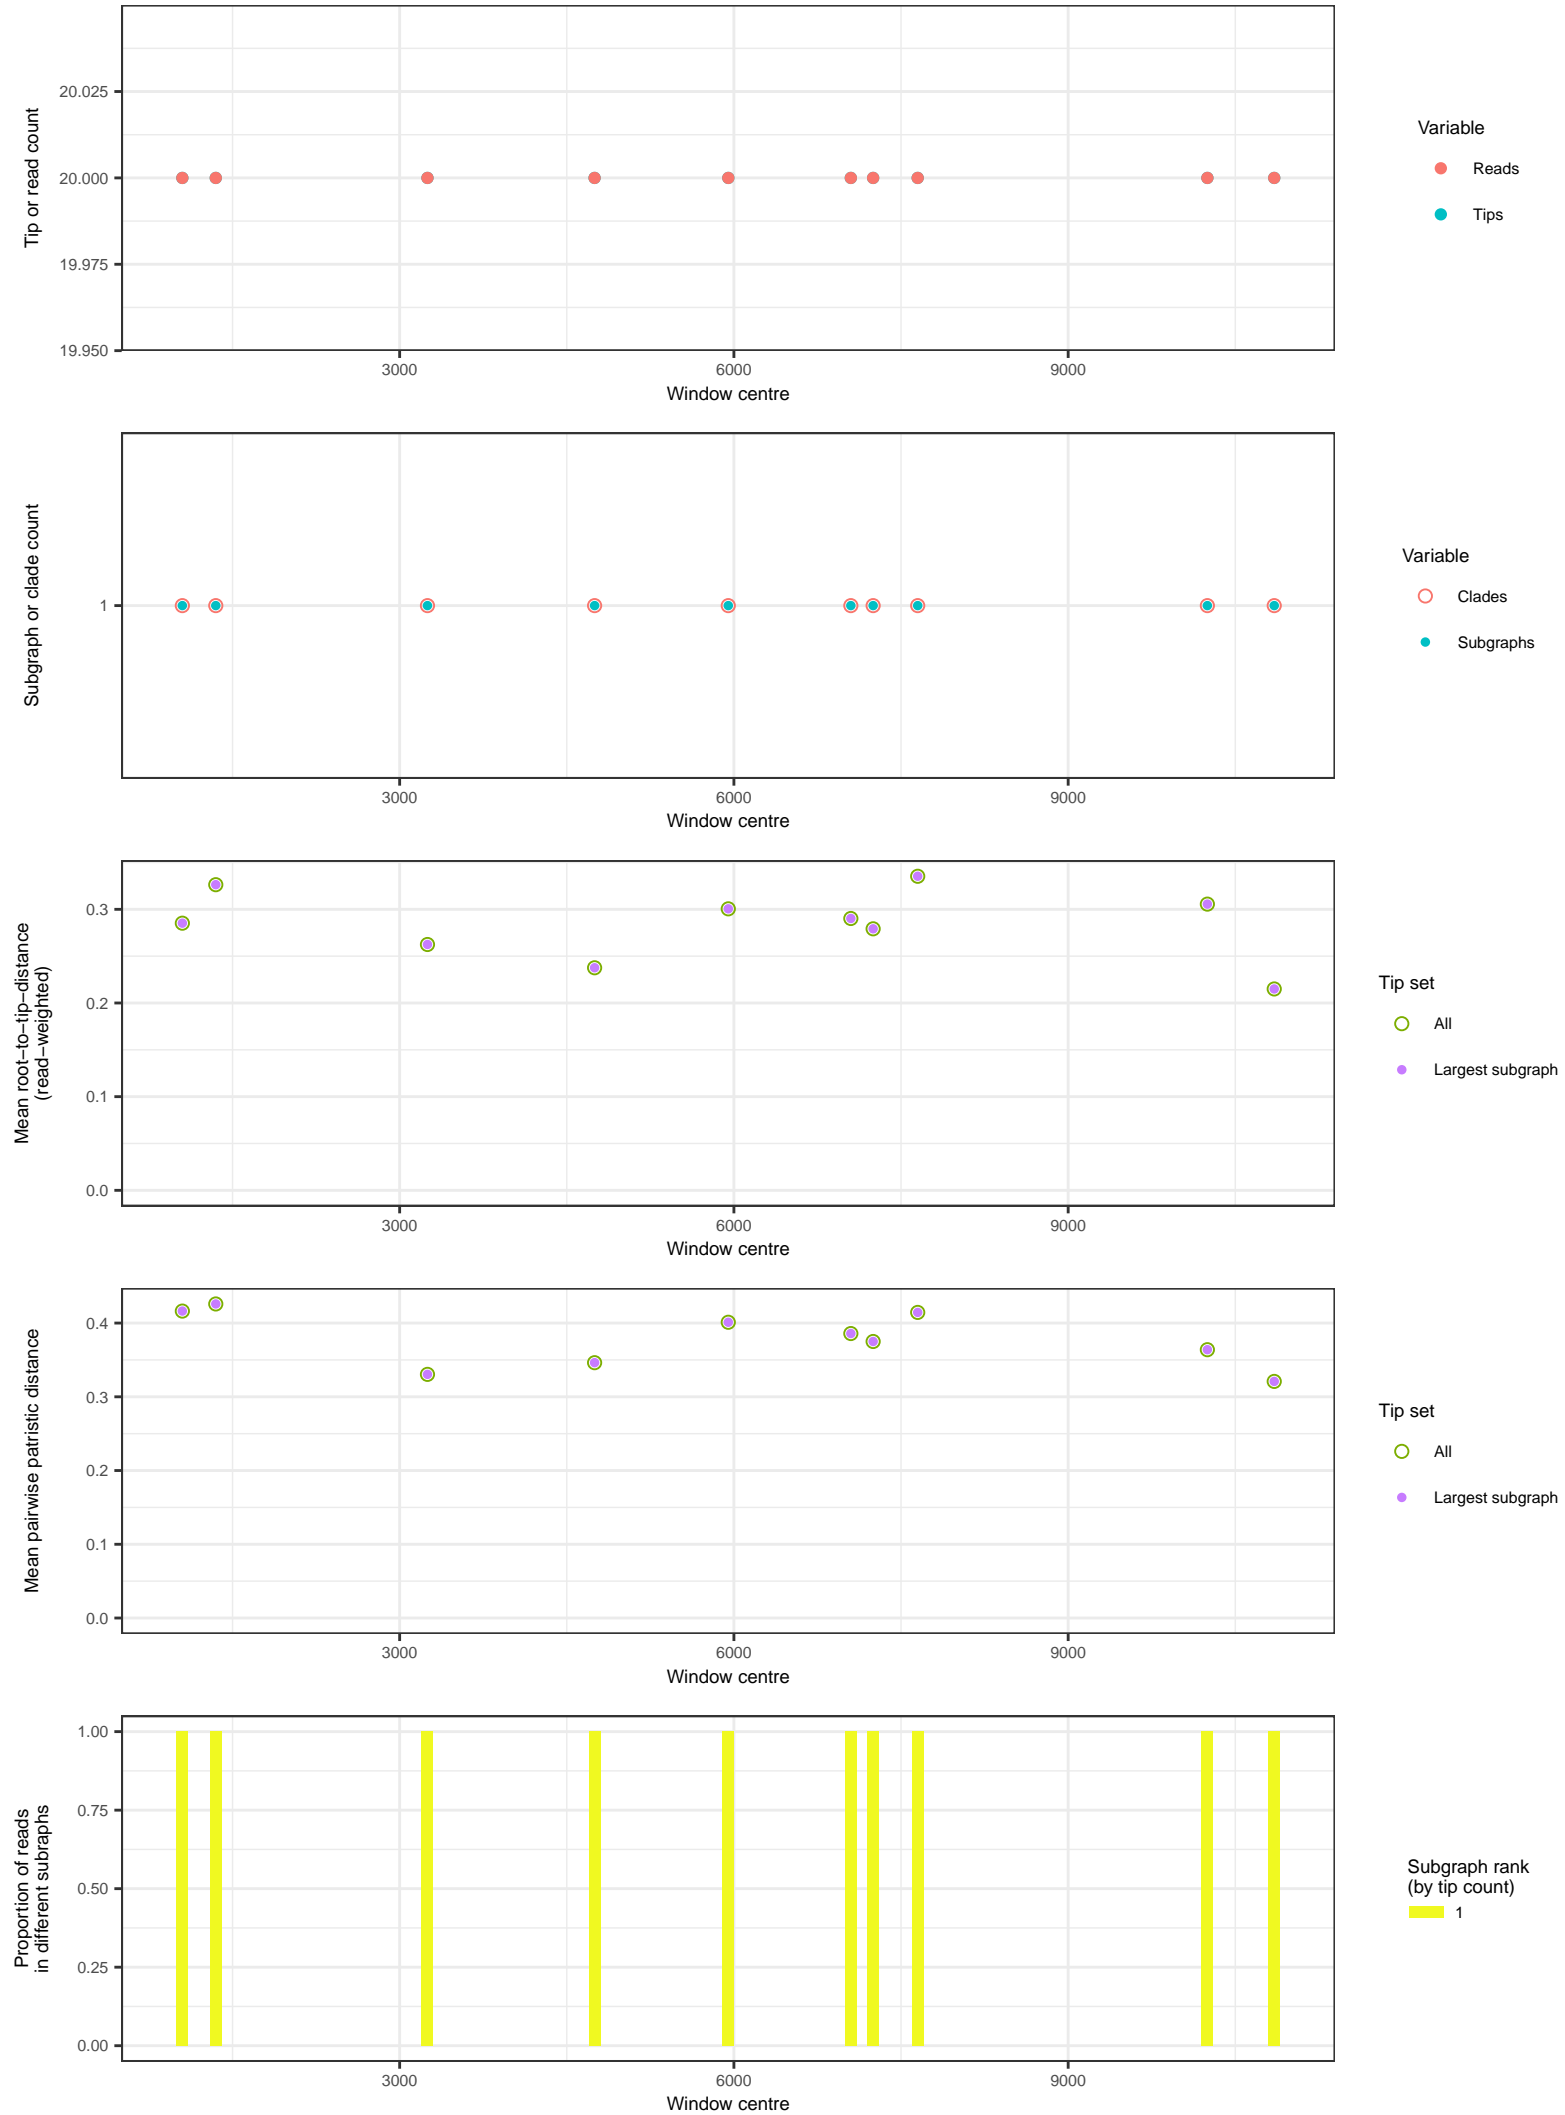 Tip or read count
20.025
20.000
19.975
19.950
3000
6000
9000
Window centre
Variable
Reads
Tips
Subgraph or clade count
1
3000
6000
9000
Window centre
Variable
Clades
Subgraphs
Mean root−to−tip−distance
(read−weighted)
0.3
0.2
0.1
0.0
3000
6000
9000
Window centre
Tip set
All
Largest subgraph
Mean pairwise patristic distance
0.4
0.3
0.2
0.1
0.0
3000
6000
9000
Window centre
Tip set
All
Largest subgraph
Proportion of reads
in different subraphs
1.00
0.75
0.50
0.25
0.00
3000
6000
9000
Window centre
Subgraph rank
(by tip count)
1